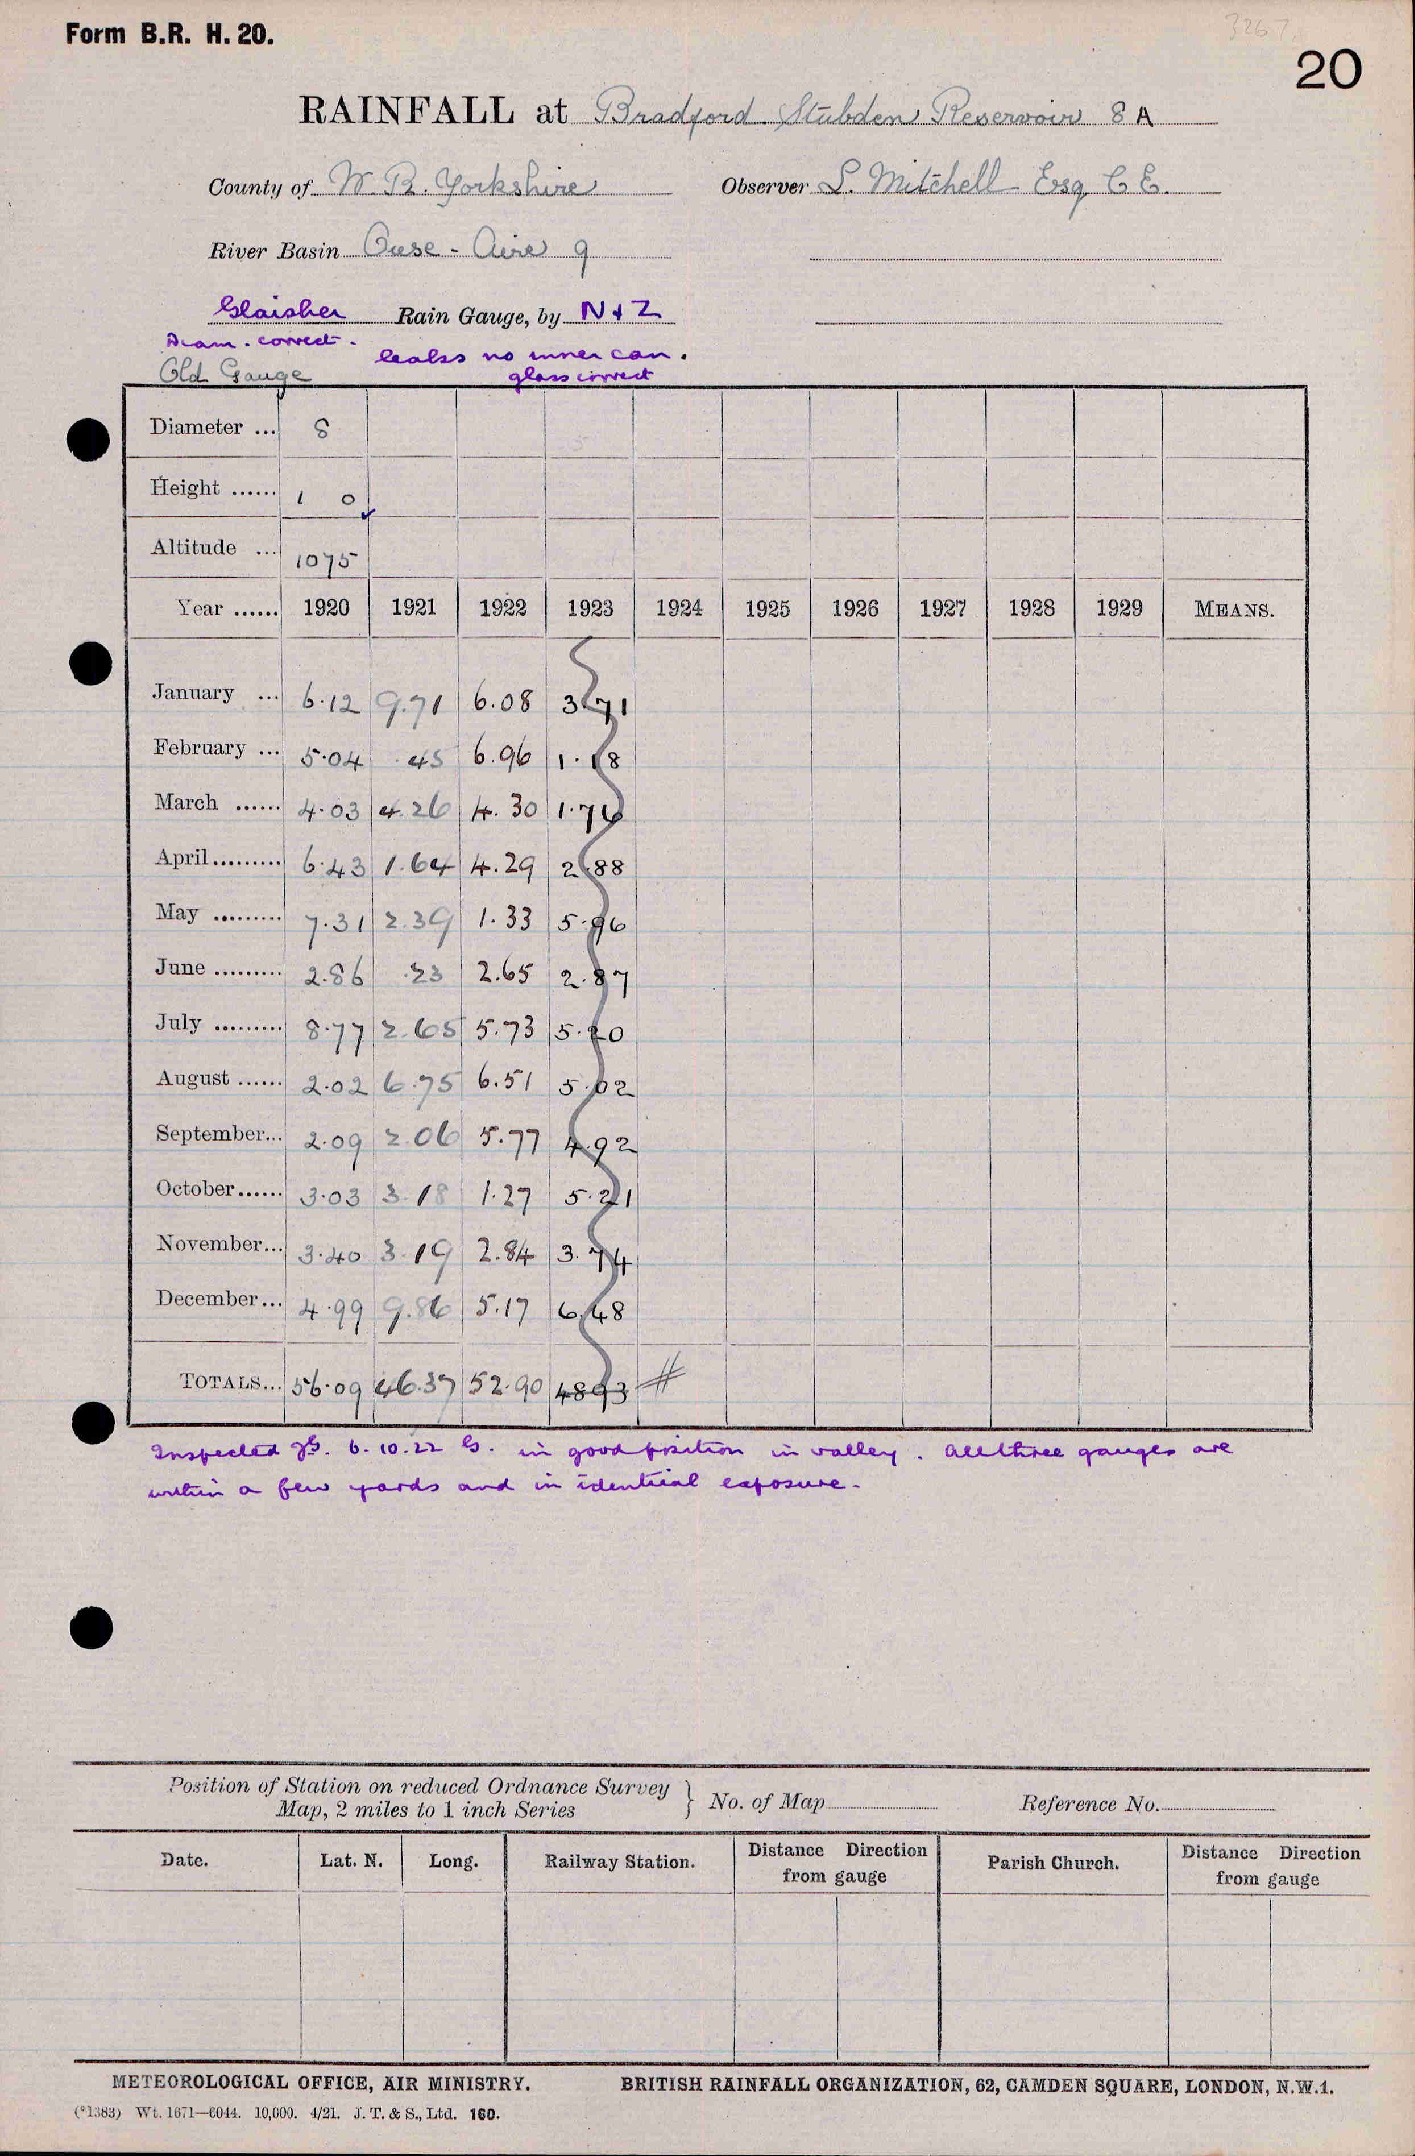 Form B.R. H. 20.
3267
20
RAINFALL at Bradford Stubden Reservoir 8 A
County of W. R. Yorkshire Observer L. Mitchell Esq C E.
River Basin Ouse - Aire 9
Glaisher Rain Gauge, by N & Z
Diam. correct. leaks no inner can.
Old Gauge glass correct
Diameter ... 8
Height ...... 1 0
Altitude ... 1075
Year ...... 1920 1921 1922 1923 1924 1925 1926 1927 1928 1929 MEANS.
January ... 6.12 9.71 6.08 3.71
February ... 5.04 .45 6.96 1.18
March ...... 4.03 4.26 4.30 1.76
April ......... 6.43 1.64 4.29 2.88
May ......... 7.31 2.39 1.33 5.96
June ......... 2.86 .23 2.65 2.87
July ......... 8.77 2.65 5.73 5.20
August ...... 2.02 6.75 6.51 5.02
September... 2.09 2.06 5.77 4.92
October...... 3.03 3.18 1.27 5.21
November... 3.40 3.19 2.84 3.74
December... 4.99 9.86 5.17 6.48
TOTALS... 56.09 46.37 52.90 48.93 #
Inspected 6.10.22 G. in good position in valley. All three gauges are
within a few yards and in identical exposure.
Position of Station on reduced Ordnance Survey
Map, 2 miles to 1 inch Series } No. of Map Reference No.
Date. Lat. N. Long. Railway Station. Distance Direction from gauge Parish Church. Distance Direction from gauge
METEOROLOGICAL OFFICE, AIR MINISTRY. BRITISH RAINFALL ORGANIZATION, 62, CAMDEN SQUARE, LONDON, N.W.1.
(*1383) Wt. 1671—6044. 10,000. 4/21. J. T. & S., Ltd. 160.